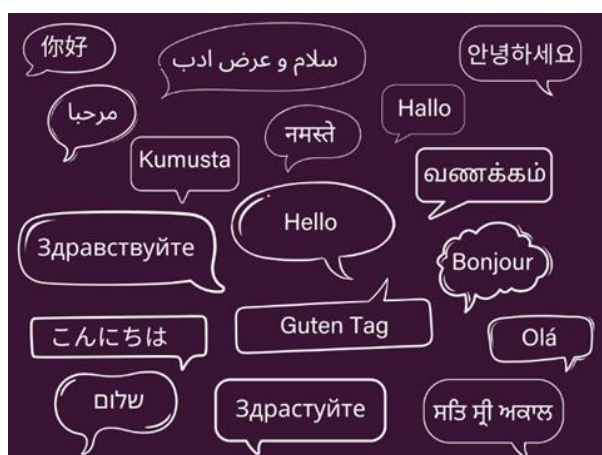 你好
سلام و عرض ادب
안녕하세요
مرحبا
Hallo
नमस्ते
Kumusta
வணக்கம்
Hello
Здравствуйте
Bonjour
こんにちは
Guten Tag
Olá
שלום
Здрастуйте
ਸਤਿ ਸ੍ਰੀ ਅਕਾਲ